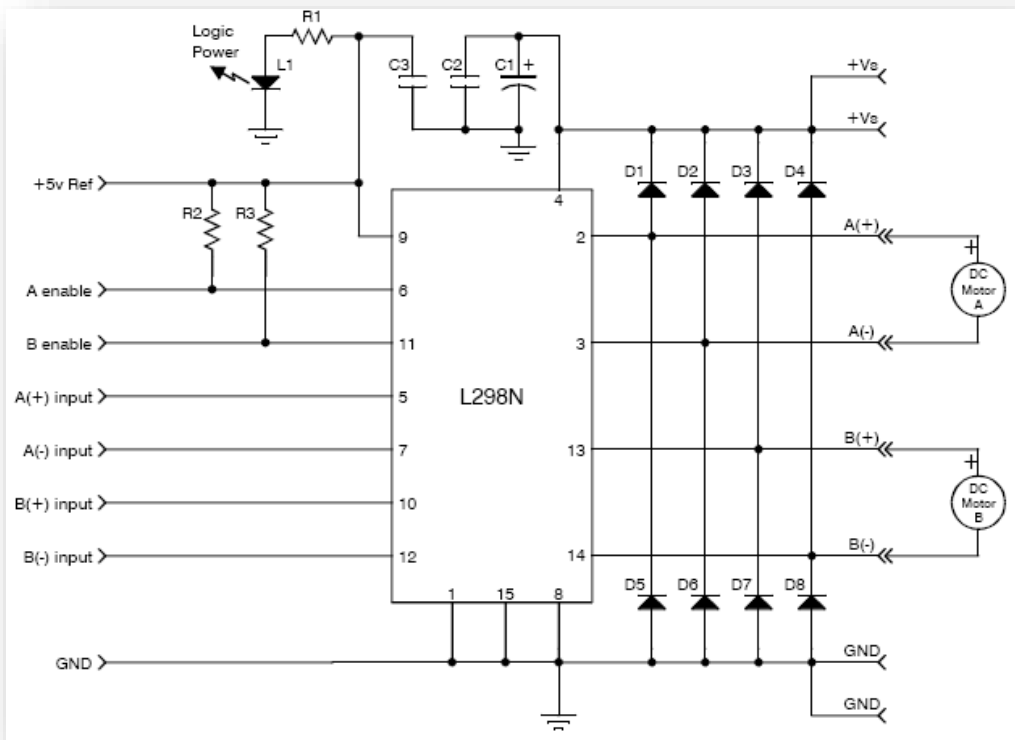 R1
Logic
Power
L1
C3
C2
C1
+
+Vs
+Vs
+5v Ref
R2
R3
D1
D2
D3
D4
4
9
2
A(+)
+
DC
Motor
A
A enable
6
B enable
11
3
A(-)
A(+) input
5
L298N
A(-) input
7
13
B(+)
+
DC
Motor
B
B(+) input
10
B(-) input
12
14
B(-)
1
15
8
D5
D6
D7
D8
GND
GND
GND